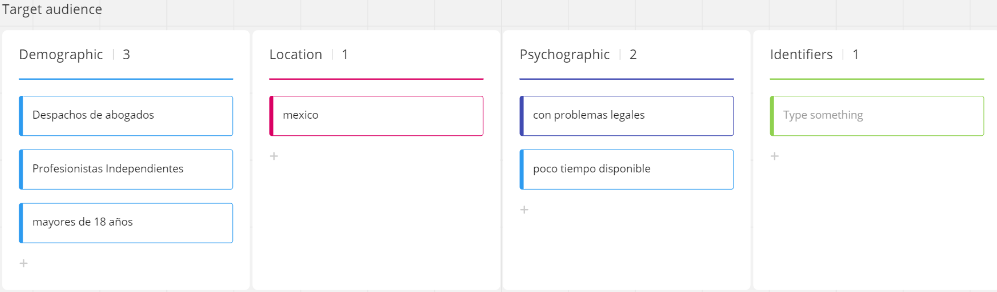 Target audience
Demographic | 3
Location | 1
Psychographic | 2
Identifiers | 1
Despachos de abogados
mexico
con problemas legales
Type something
Profesionistas Independientes
poco tiempo disponible
mayores de 18 años